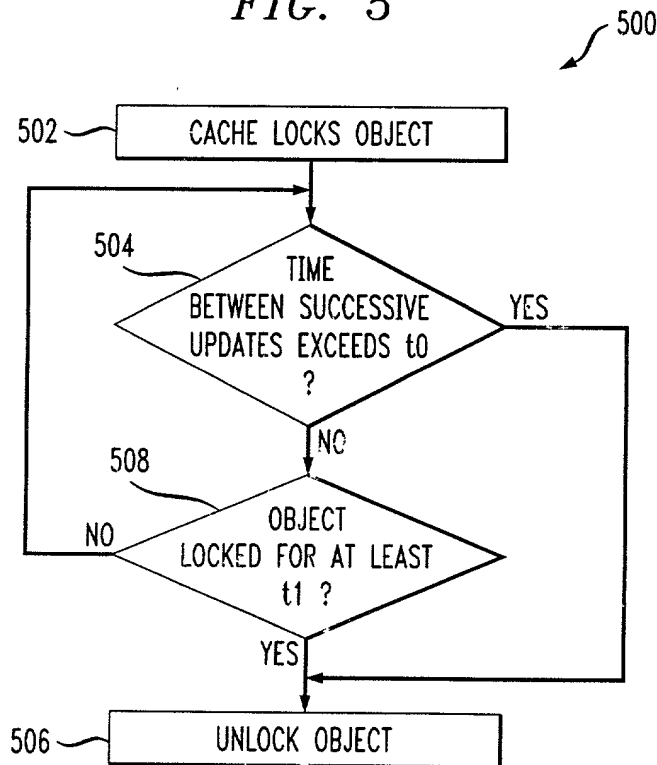 FIG. 5
500
502
CACHE LOCKS OBJECT
504
TIME
BETWEEN SUCCESSIVE
UPDATES EXCEEDS t0
?
YES
NO
508
OBJECT
LOCKED FOR AT LEAST
t1 ?
NO
YES
506
UNLOCK OBJECT